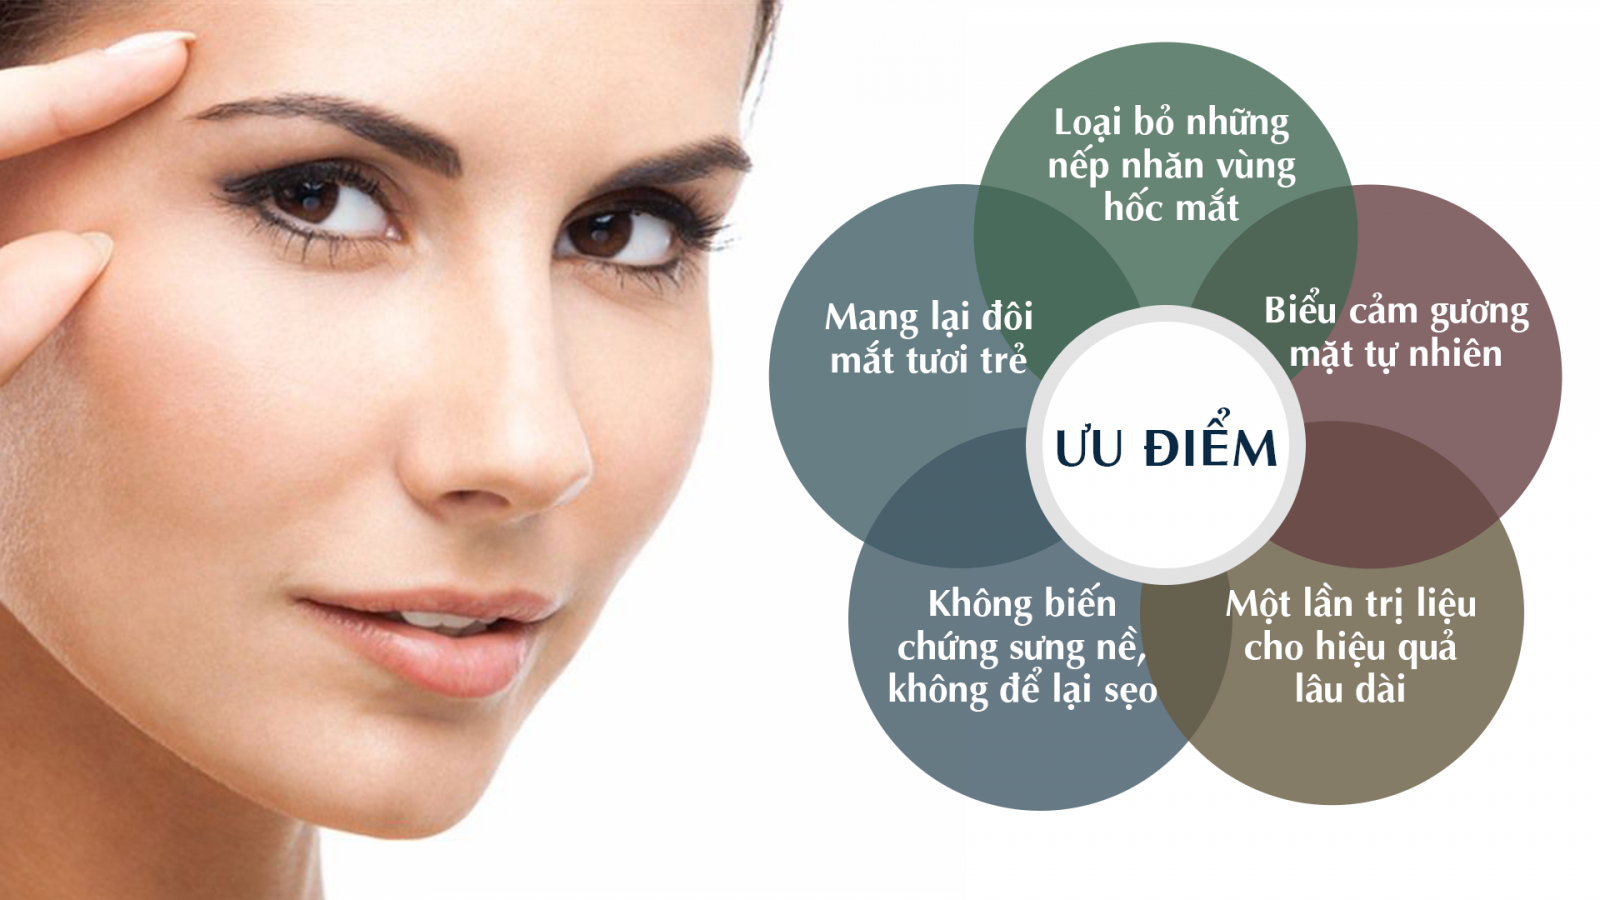 Loại bỏ những
nếp nhăn vùng
hốc mắt
Mang lại đôi
mắt tươi trẻ
Biểu cảm gương
mặt tự nhiên
ƯU ĐIỂM
Không biến
chứng sưng nề,
không để lại sẹo
Một lần trị liệu
cho hiệu quả
lâu dài